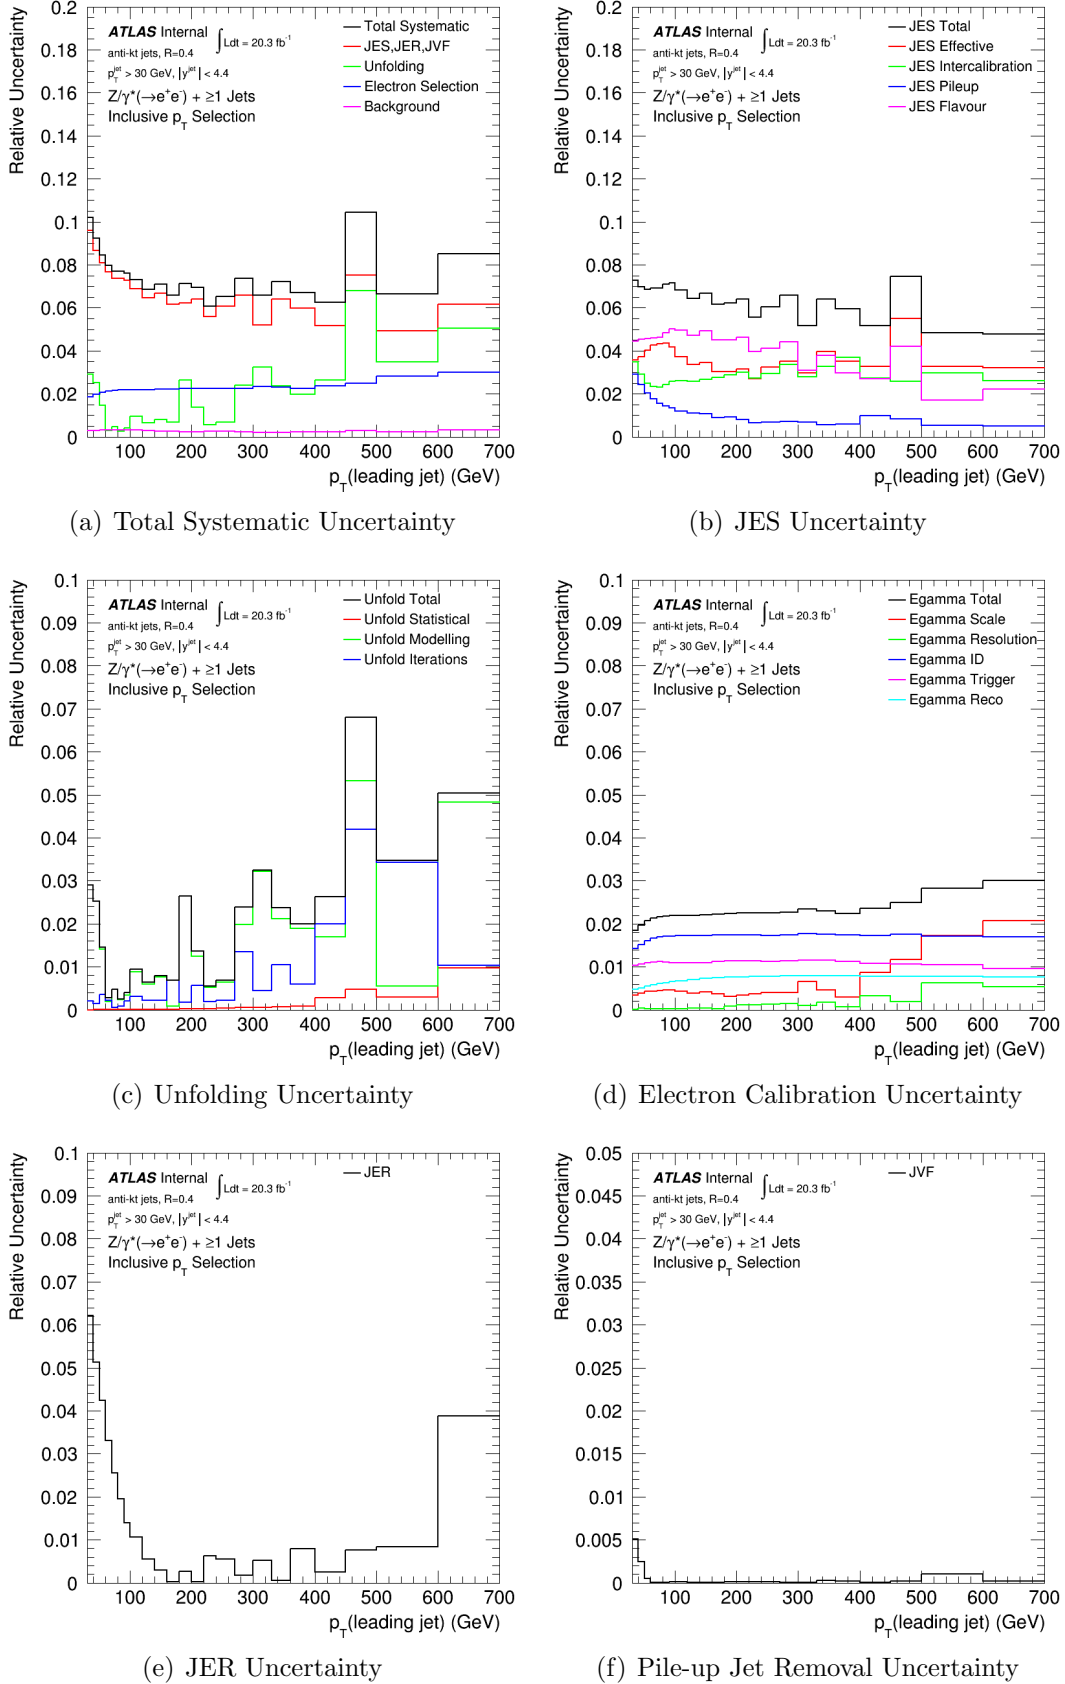 0.2
0.18
0.16
0.14
0.12
0.1
0.08
0.06
0.04
0.02
0
Relative Uncertainty
ATLAS Internal
∫Ldt = 20.3 fb⁻¹
anti-kt jets, R=0.4
p_T^jet > 30 GeV, |y^jet| < 4.4
Z/γ*(→e⁺e⁻) + ≥1 Jets
Inclusive p_T Selection
Total Systematic
JES,JER,JVF
Unfolding
Electron Selection
Background
100 200 300 400 500 600 700
p_T(leading jet) (GeV)
(a) Total Systematic Uncertainty
0.2
0.18
0.16
0.14
0.12
0.1
0.08
0.06
0.04
0.02
0
Relative Uncertainty
ATLAS Internal
∫Ldt = 20.3 fb⁻¹
anti-kt jets, R=0.4
p_T^jet > 30 GeV, |y^jet| < 4.4
Z/γ*(→e⁺e⁻) + ≥1 Jets
Inclusive p_T Selection
JES Total
JES Effective
JES Intercalibration
JES Pileup
JES Flavour
100 200 300 400 500 600 700
p_T(leading jet) (GeV)
(b) JES Uncertainty
0.1
0.09
0.08
0.07
0.06
0.05
0.04
0.03
0.02
0.01
0
Relative Uncertainty
ATLAS Internal
∫Ldt = 20.3 fb⁻¹
anti-kt jets, R=0.4
p_T^jet > 30 GeV, |y^jet| < 4.4
Z/γ*(→e⁺e⁻) + ≥1 Jets
Inclusive p_T Selection
Unfold Total
Unfold Statistical
Unfold Modelling
Unfold Iterations
100 200 300 400 500 600 700
p_T(leading jet) (GeV)
(c) Unfolding Uncertainty
0.1
0.09
0.08
0.07
0.06
0.05
0.04
0.03
0.02
0.01
0
Relative Uncertainty
ATLAS Internal
∫Ldt = 20.3 fb⁻¹
anti-kt jets, R=0.4
p_T^jet > 30 GeV, |y^jet| < 4.4
Z/γ*(→e⁺e⁻) + ≥1 Jets
Inclusive p_T Selection
Egamma Total
Egamma Scale
Egamma Resolution
Egamma ID
Egamma Trigger
Egamma Reco
100 200 300 400 500 600 700
p_T(leading jet) (GeV)
(d) Electron Calibration Uncertainty
0.1
0.09
0.08
0.07
0.06
0.05
0.04
0.03
0.02
0.01
0
Relative Uncertainty
ATLAS Internal
∫Ldt = 20.3 fb⁻¹
anti-kt jets, R=0.4
p_T^jet > 30 GeV, |y^jet| < 4.4
Z/γ*(→e⁺e⁻) + ≥1 Jets
Inclusive p_T Selection
JER
100 200 300 400 500 600 700
p_T(leading jet) (GeV)
(e) JER Uncertainty
0.05
0.045
0.04
0.035
0.03
0.025
0.02
0.015
0.01
0.005
0
Relative Uncertainty
ATLAS Internal
∫Ldt = 20.3 fb⁻¹
anti-kt jets, R=0.4
p_T^jet > 30 GeV, |y^jet| < 4.4
Z/γ*(→e⁺e⁻) + ≥1 Jets
Inclusive p_T Selection
JVF
100 200 300 400 500 600 700
p_T(leading jet) (GeV)
(f) Pile-up Jet Removal Uncertainty